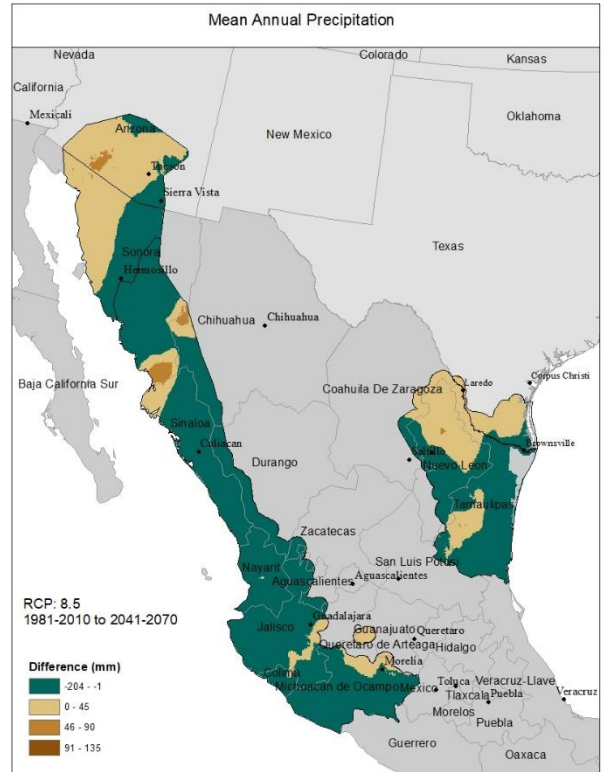 Mean Annual Precipitation
Nevada
Colorado
Kansas
California
Mexicali
Arizona
Oklahoma
New Mexico
Tucson
Sierra Vista
Texas
Sonora
Hermosillo
Chihuahua
Chihuahua
Baja California Sur
Coahuila De Zaragoza
Laredo
Corpus Christi
Sinaloa
Culiacan
Durango
Saltillo
Nuevo Leon
Brownsville
Tamaulipas
Zacatecas
San Luis Potosi
Nayarit
Aguascalientes
Aguascalientes
RCP: 8.5
1981-2010 to 2041-2070
Jalisco
Guadalajara
Guanajuato
Queretaro
Queretaro de Arteaga
Hidalgo
Colima
Morelia
Michoacan de Ocampo
Mexico
Toluca
Veracruz-Llave
Tlaxcala
Puebla
Veracruz
Morelos
Puebla
Guerrero
Oaxaca
Difference (mm)
-204 - -1
0 - 45
46 - 90
91 - 135